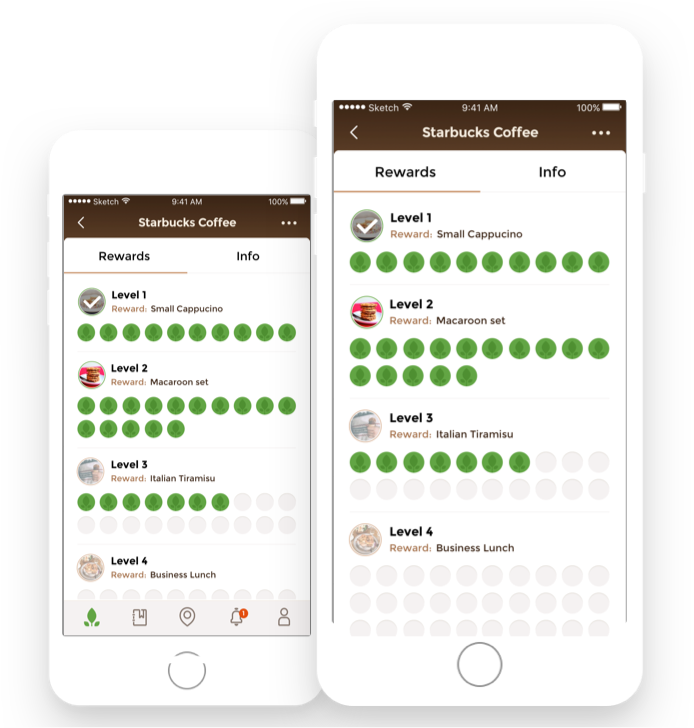 Sketch 9:41 AM 100%
Starbucks Coffee
Rewards Info
Level 1
Reward: Small Cappucino
Level 2
Reward: Macaroon set
Level 3
Reward: Italian Tiramisu
Level 4
Reward: Business Lunch
1
Sketch 9:41 AM 100%
Starbucks Coffee
Rewards Info
Level 1
Reward: Small Cappucino
Level 2
Reward: Macaroon set
Level 3
Reward: Italian Tiramisu
Level 4
Reward: Business Lunch